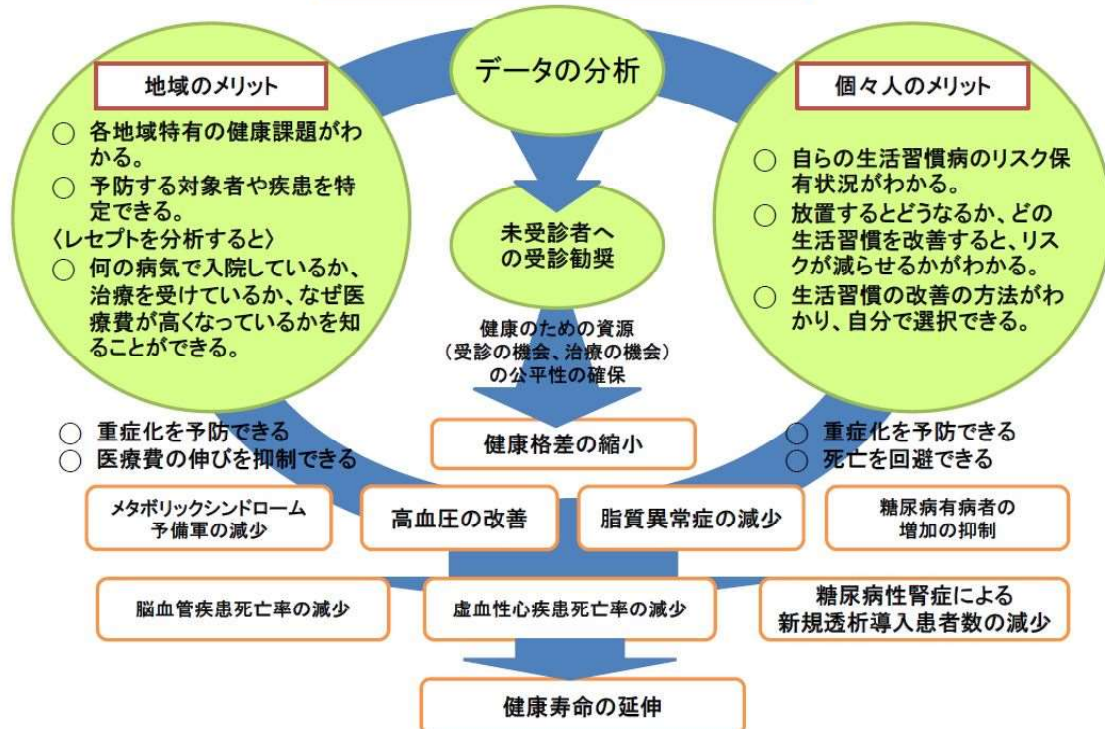 データの分析
地域のメリット
○ 各地域特有の健康課題がわ
かる。
○ 予防する対象者や疾患を特
定できる。
〈レセプトを分析すると〉
○ 何の病気で入院しているか、
治療を受けているか、なぜ医
療費が高くなっているかを知
ることができる。
個々人のメリット
○ 自らの生活習慣病のリスク保
有状況がわかる。
○ 放置するとどうなるか、どの
生活習慣を改善すると、リス
クが減らせるかがわかる。
○ 生活習慣の改善の方法がわ
かり、自分で選択できる。
未受診者へ
の受診勧奨
健康のための資源
(受診の機会、治療の機会)
の公平性の確保
健康格差の縮小
○ 重症化を予防できる
○ 医療費の伸びを抑制できる
○ 重症化を予防できる
○ 死亡を回避できる
メタボリックシンドローム
予備軍の減少
高血圧の改善
脂質異常症の減少
糖尿病有病者の
増加の抑制
脳血管疾患死亡率の減少
虚血性心疾患死亡率の減少
糖尿病性腎症による
新規透析導入患者数の減少
健康寿命の延伸